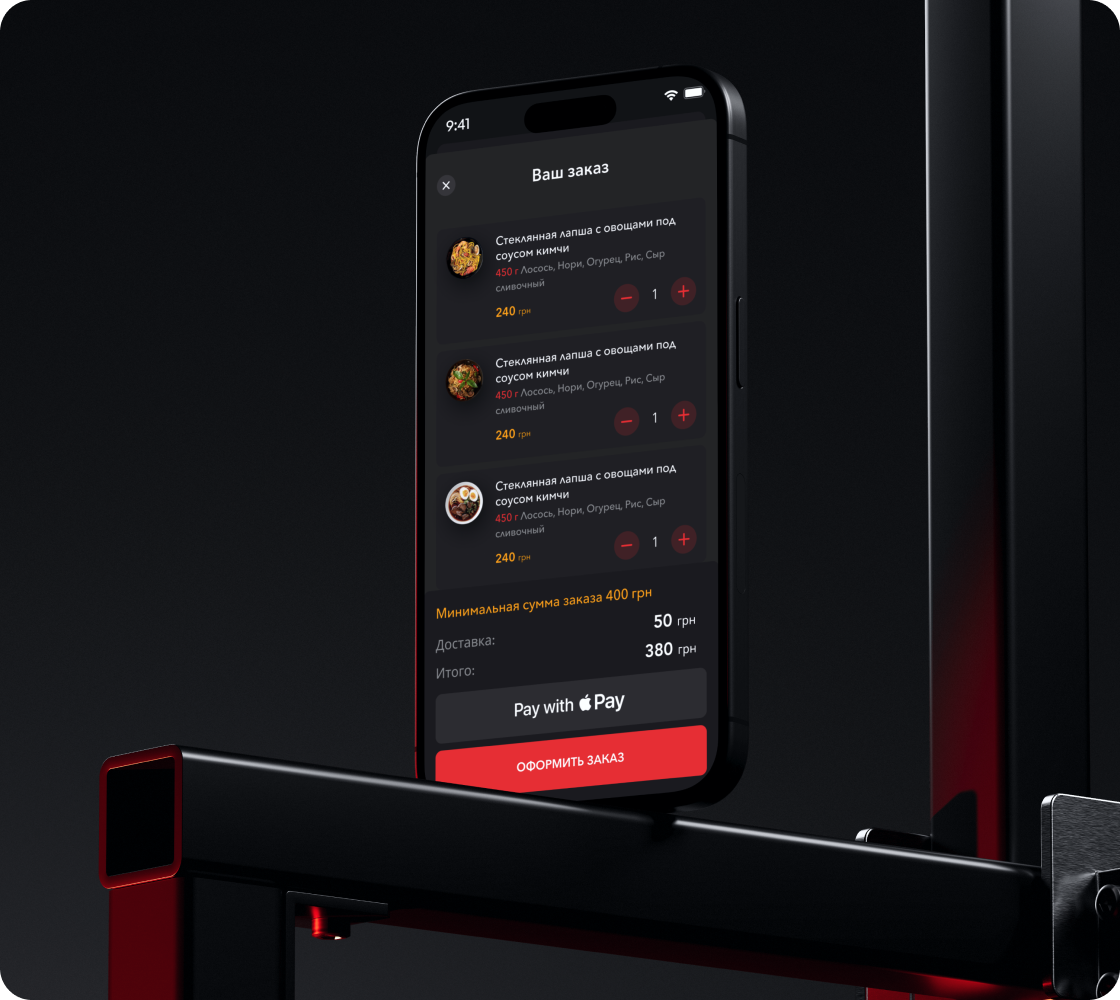 9:41
Ваш заказ
Стеклянная лапша с овощами под
соусом кимчи
450 г Лосось, Нори, Огурец, Рис, Сыр
сливочный
240 грн
1
Стеклянная лапша с овощами под
соусом кимчи
450 г Лосось, Нори, Огурец, Рис, Сыр
сливочный
240 грн
1
Стеклянная лапша с овощами под
соусом кимчи
450 г Лосось, Нори, Огурец, Рис, Сыр
сливочный
240 грн
1
Минимальная сумма заказа 400 грн
Доставка: 50 грн
Итого: 380 грн
Pay with Pay
ОФОРМИТЬ ЗАКАЗ